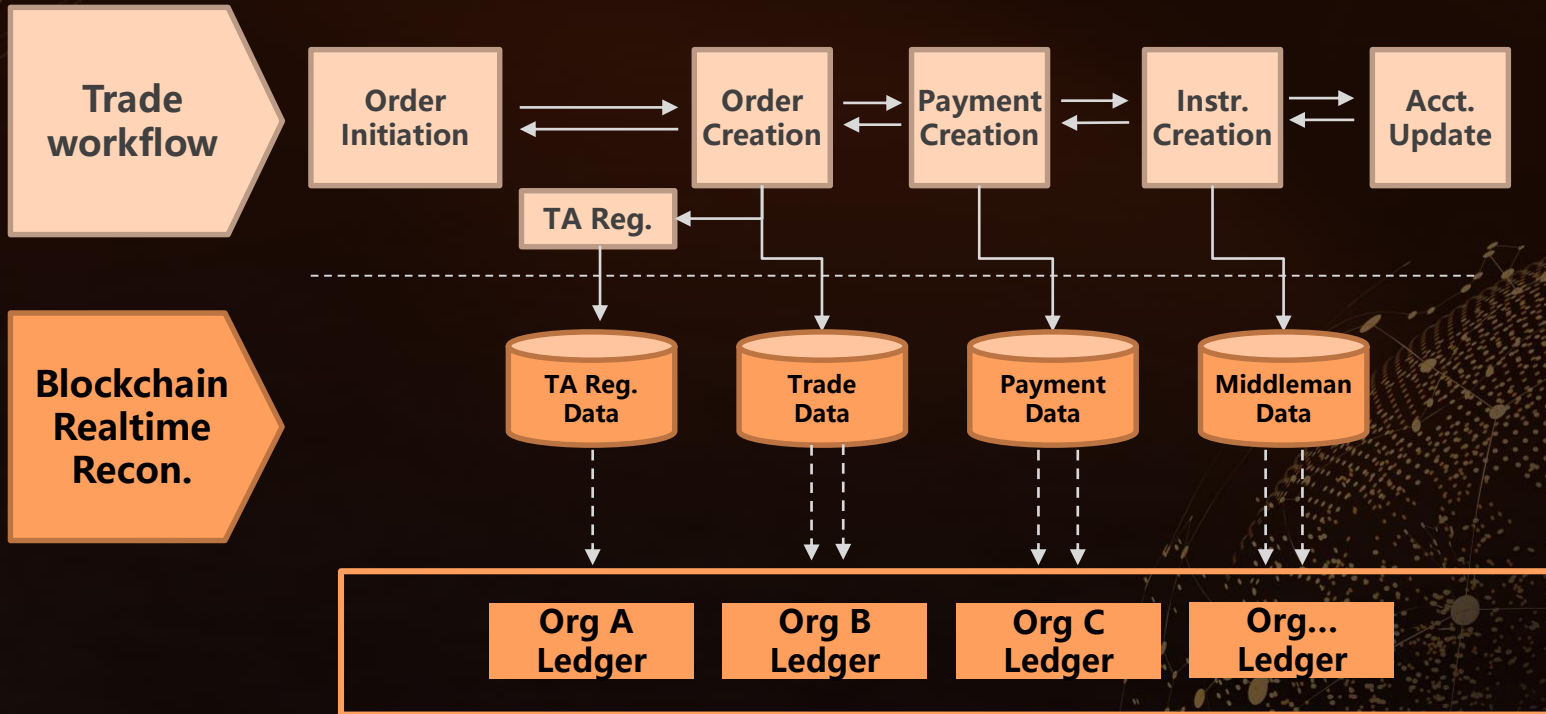 Trade
workflow
Order
Initiation
Order
Creation
Payment
Creation
Instr.
Creation
Acct.
Update
TA Reg.
Blockchain
Realtime
Recon.
TA Reg.
Data
Trade
Data
Payment
Data
Middleman
Data
Org A
Ledger
Org B
Ledger
Org C
Ledger
Org...
Ledger